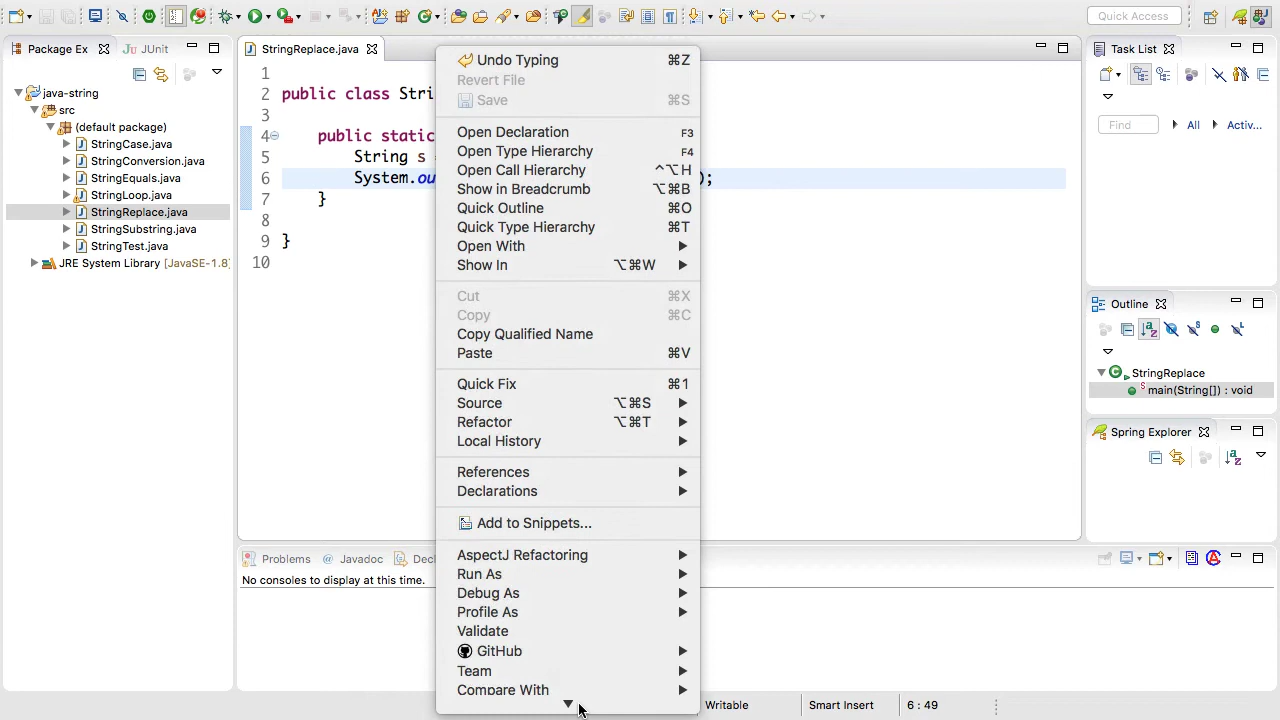 Quick Access
Package Ex
JUnit
java-string
src
(default package)
StringCase.java
StringConversion.java
StringEquals.java
StringLoop.java
StringReplace.java
StringSubstring.java
StringTest.java
JRE System Library [JavaSE-1.8]
StringReplace.java
1
2 public class Stri
3
4 public static
5 String s =
6 System.ou );
7 }
8
9 }
10
Undo Typing ⌘Z
Revert File
Save ⌘S
Open Declaration F3
Open Type Hierarchy F4
Open Call Hierarchy ^⌥H
Show in Breadcrumb ⌥⌘B
Quick Outline ⌘O
Quick Type Hierarchy ⌘T
Open With
Show In ⌥⌘W
Cut ⌘X
Copy ⌘C
Copy Qualified Name
Paste ⌘V
Quick Fix ⌘1
Source ⌥⌘S
Refactor ⌥⌘T
Local History
References
Declarations
Add to Snippets...
AspectJ Refactoring
Run As
Debug As
Profile As
Validate
GitHub
Team
Compare With
Problems
Javadoc
Decl
No consoles to display at this time.
Task List
Find
All
Activ...
Outline
StringReplace
main(String[]) : void
Spring Explorer
Writable
Smart Insert
6 : 49